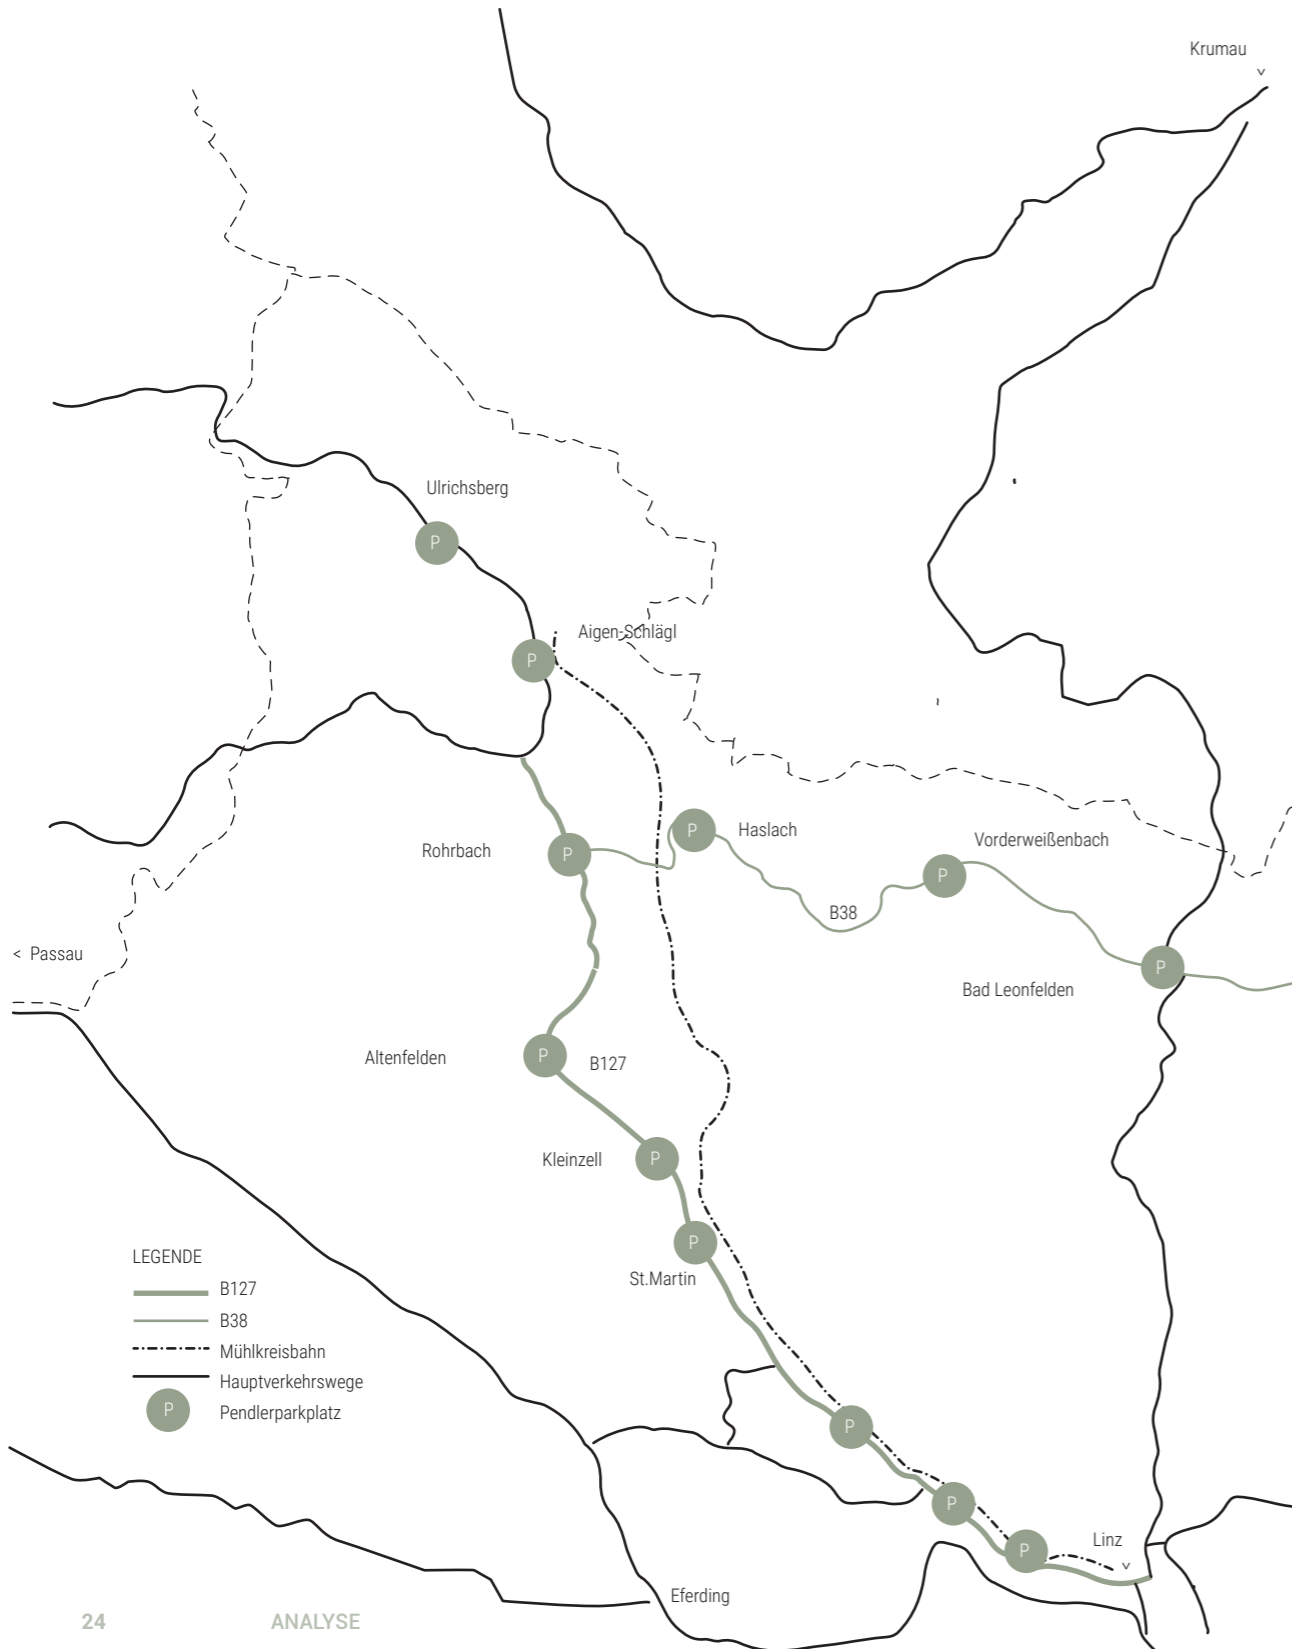 Krumau
v
Ulrichsberg
P
Aigen-Schlägl
P
P
Haslach
Vorderweißenbach
Rohrbach
P
P
B38
< Passau
P
Bad Leonfelden
Altenfelden
P
B127
Kleinzell
P
P
St.Martin
LEGENDE
B127
B38
Mühlkreisbahn
Hauptverkehrswege
P
Pendlerparkplatz
P
P
Linz
v
P
Eferding
24 ANALYSE